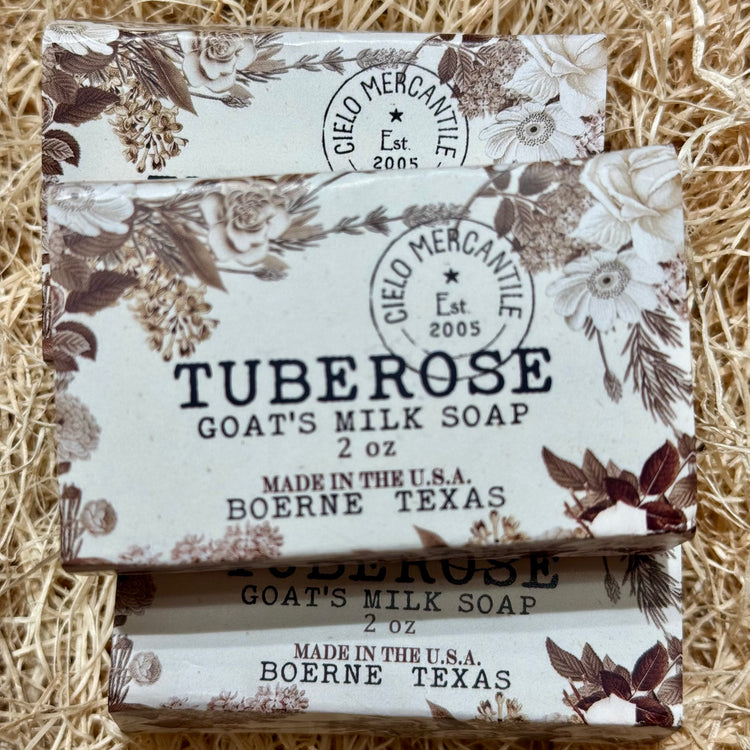 CIELO MERCANTILE
Est.
2005
CIELO MERCANTILE
Est.
2005
TUBEROSE
GOAT'S MILK SOAP
2 oz
MADE IN THE U.S.A.
BOERNE TEXAS
TUBEROSE
GOAT'S MILK SOAP
2 oz
MADE IN THE U.S.A.
BOERNE TEXAS